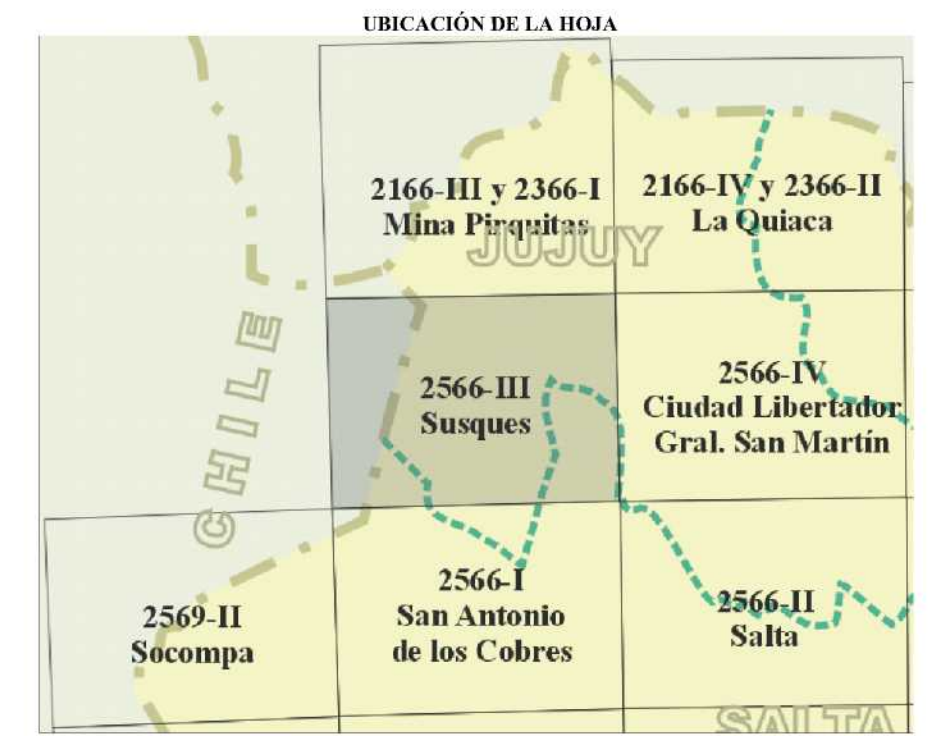 UBICACIÓN DE LA HOJA
2166-III y 2366-I
Mina Pirquitas
2166-IV y 2366-II
La Quiaca
JUJUY
CHILE
2566-III
Susques
2566-IV
Ciudad Libertador
Gral. San Martín
2569-II
Socompa
2566-I
San Antonio
de los Cobres
2566-II
Salta
SALTA